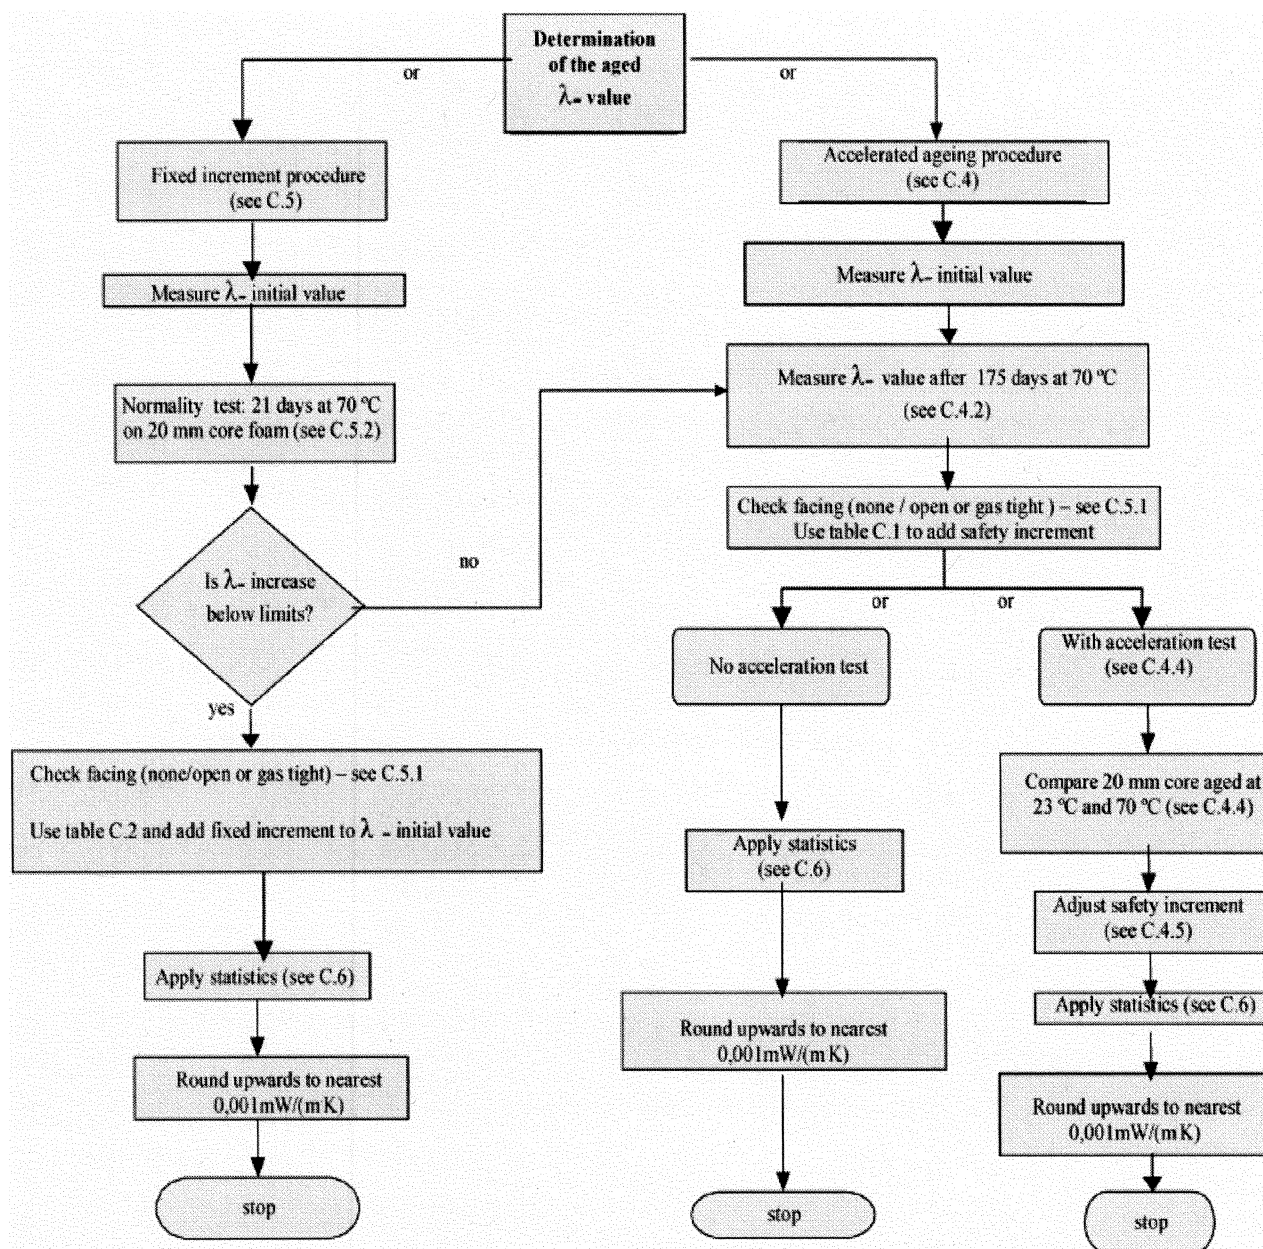 Determination
of the aged
λ- value
or
or
Fixed increment procedure
(see C.5)
Measure λ- initial value
Normality test: 21 days at 70 ºC
on 20 mm core foam (see C.5.2)
Is λ- increase
below limits?
no
yes
Check facing (none/open or gas tight) – see C.5.1
Use table C.2 and add fixed increment to λ - initial value
Apply statistics (see C.6)
Round upwards to nearest
0,001mW/(m K)
stop
Accelerated ageing procedure
(see C.4)
Measure λ- initial value
Measure λ- value after 175 days at 70 ºC
(see C.4.2)
Check facing (none / open or gas tight ) – see C.5.1
Use table C.1 to add safety increment
or
or
No acceleration test
Apply statistics
(see C.6)
Round upwards to nearest
0,001mW/(m K)
stop
With acceleration test
(see C.4.4)
Compare 20 mm core aged at
23 ºC and 70 ºC (see C.4.4)
Adjust safety increment
(see C.4.5)
Apply statistics (see C.6)
Round upwards to nearest
0,001mW/(m K)
stop